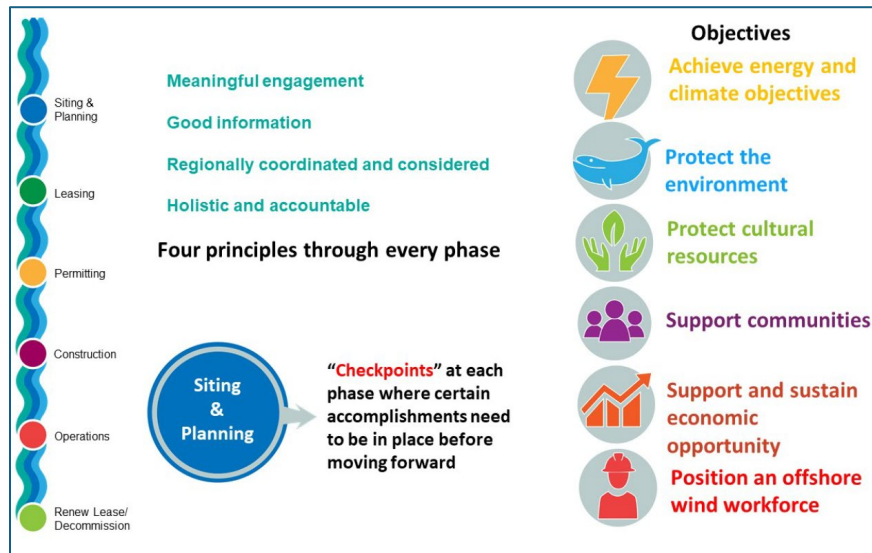 Siting &
Planning
Leasing
Permitting
Construction
Operations
Renew Lease/
Decommission
Meaningful engagement
Good information
Regionally coordinated and considered
Holistic and accountable
Four principles through every phase
Siting
&
Planning
“Checkpoints” at each
phase where certain
accomplishments need
to be in place before
moving forward
Objectives
Achieve energy and
climate objectives
Protect the
environment
Protect cultural
resources
Support communities
Support and sustain
economic
opportunity
Position an offshore
wind workforce